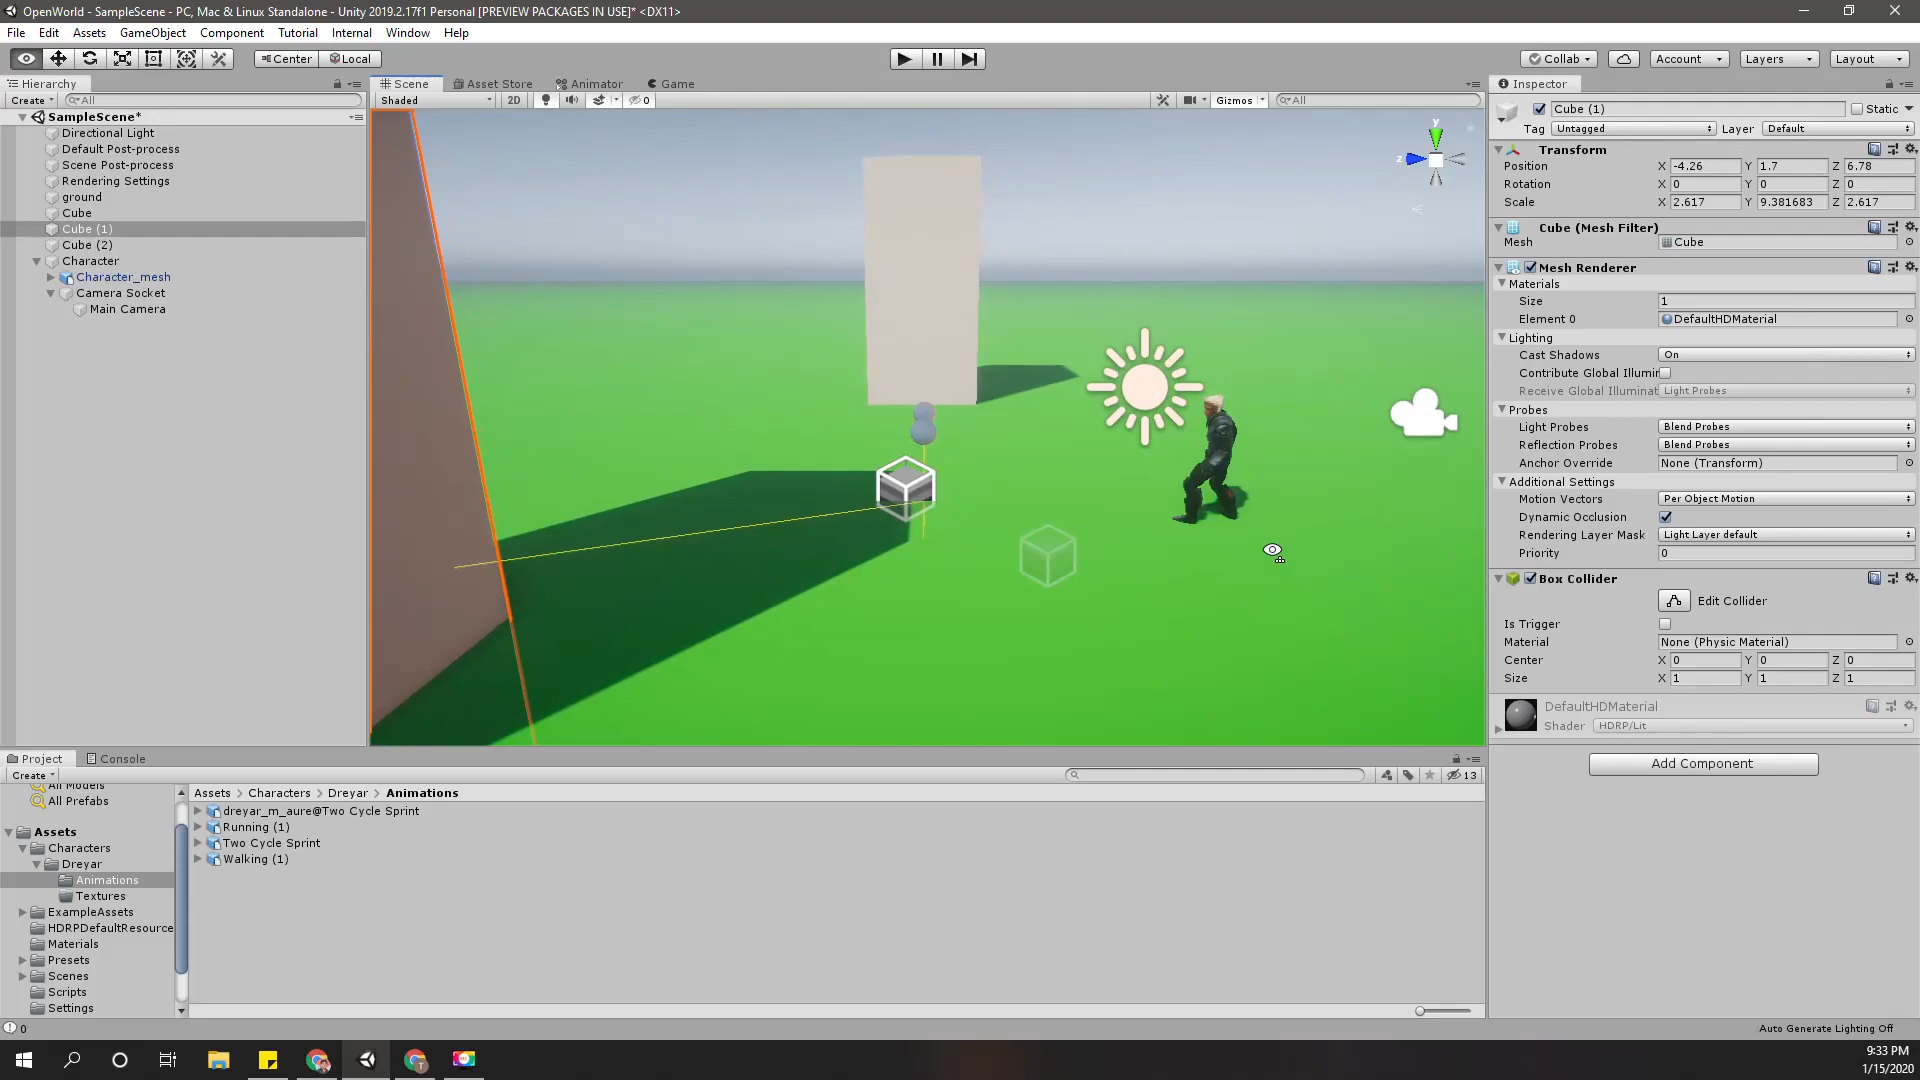 OpenWorld - SampleScene - PC, Mac & Linux Standalone - Unity 2019.2.17f1 Personal [PREVIEW PACKAGES IN USE]* <DX11>
File Edit Assets GameObject Component Tutorial Internal Window Help
Center Local Collab Account Layers Layout
Hierarchy
Create All
SampleScene*
Directional Light
Default Post-process
Scene Post-process
Rendering Settings
ground
Cube
Cube (1)
Cube (2)
Character
Character_mesh
Camera Socket
Main Camera
Scene Asset Store Animator Game
Shaded 2D 0 Gizmos All
y
z
Inspector
Cube (1) Static
Tag Untagged Layer Default
Transform
Position X -4.26 Y 1.7 Z 6.78
Rotation X 0 Y 0 Z 0
Scale X 2.617 Y 9.381683 Z 2.617
Cube (Mesh Filter)
Mesh Cube
Mesh Renderer
Materials
Size 1
Element 0 DefaultHDMaterial
Lighting
Cast Shadows On
Contribute Global Illumir
Receive Global Illuminat Light Probes
Probes
Light Probes Blend Probes
Reflection Probes Blend Probes
Anchor Override None (Transform)
Additional Settings
Motion Vectors Per Object Motion
Dynamic Occlusion
Rendering Layer Mask Light Layer default
Priority 0
Box Collider
Edit Collider
Is Trigger
Material None (Physic Material)
Center X 0 Y 0 Z 0
Size X 1 Y 1 Z 1
DefaultHDMaterial
Shader HDRP/Lit
Add Component
Project Console
Create 13
All Models
All Prefabs
Assets
Characters
Dreyar
Animations
Textures
ExampleAssets
HDRPDefaultResource
Materials
Presets
Scenes
Scripts
Settings
Assets > Characters > Dreyar > Animations
dreyar_m_aure@Two Cycle Sprint
Running (1)
Two Cycle Sprint
Walking (1)
0
Auto Generate Lighting Off
9:33 PM
1/15/2020